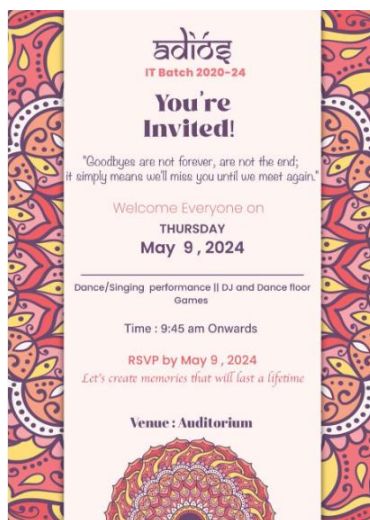 adiós
IT Batch 2020-24
You're
Invited!
"Goodbyes are not forever, are not the end;
it simply means we'll miss you until we meet again."
Welcome Everyone on
THURSDAY
May 9 , 2024
Dance/Singing performance || DJ and Dance floor
Games
Time : 9:45 am Onwards
RSVP by May 9 , 2024
Let's create memories that will last a lifetime
Venue : Auditorium